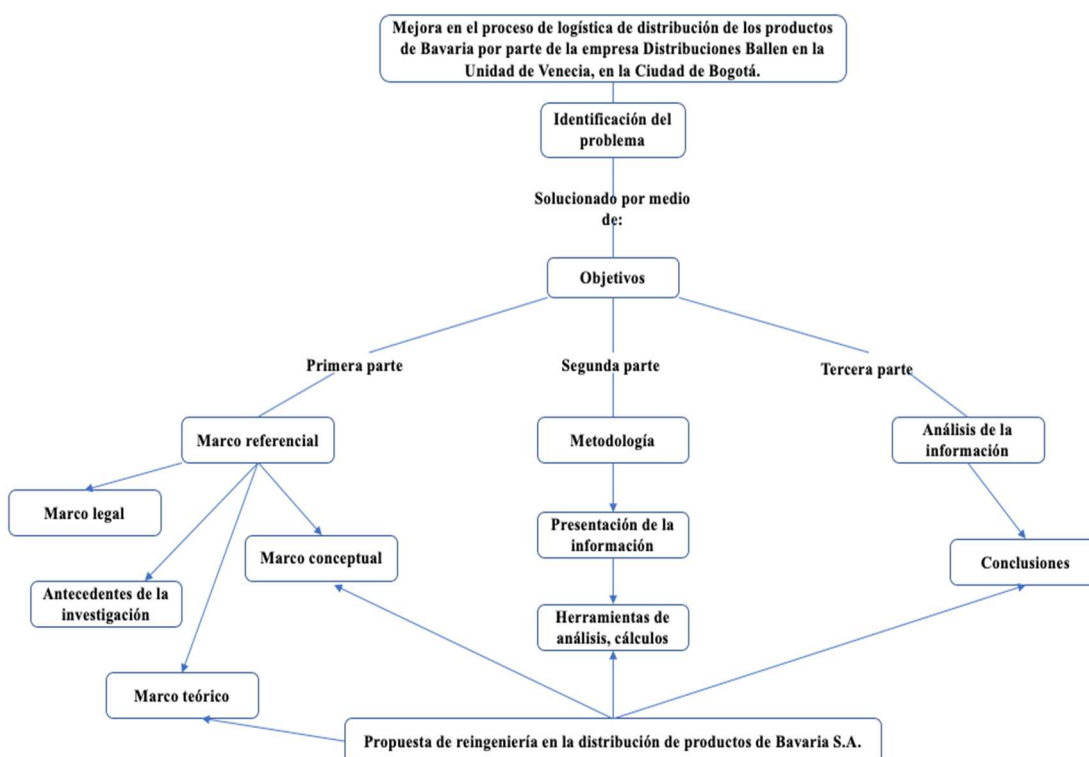 Mejora en el proceso de logística de distribución de los productos
de Bavaria por parte de la empresa Distribuciones Ballen en la
Unidad de Venecia, en la Ciudad de Bogotá.
Identificación del
problema
Solucionado por medio
de:
Objetivos
Primera parte
Segunda parte
Tercera parte
Marco referencial
Metodología
Análisis de la
información
Marco legal
Presentación de la
información
Marco conceptual
Conclusiones
Antecedentes de la
investigación
Herramientas de
análisis, cálculos
Marco teórico
Propuesta de reingeniería en la distribución de productos de Bavaria S.A.